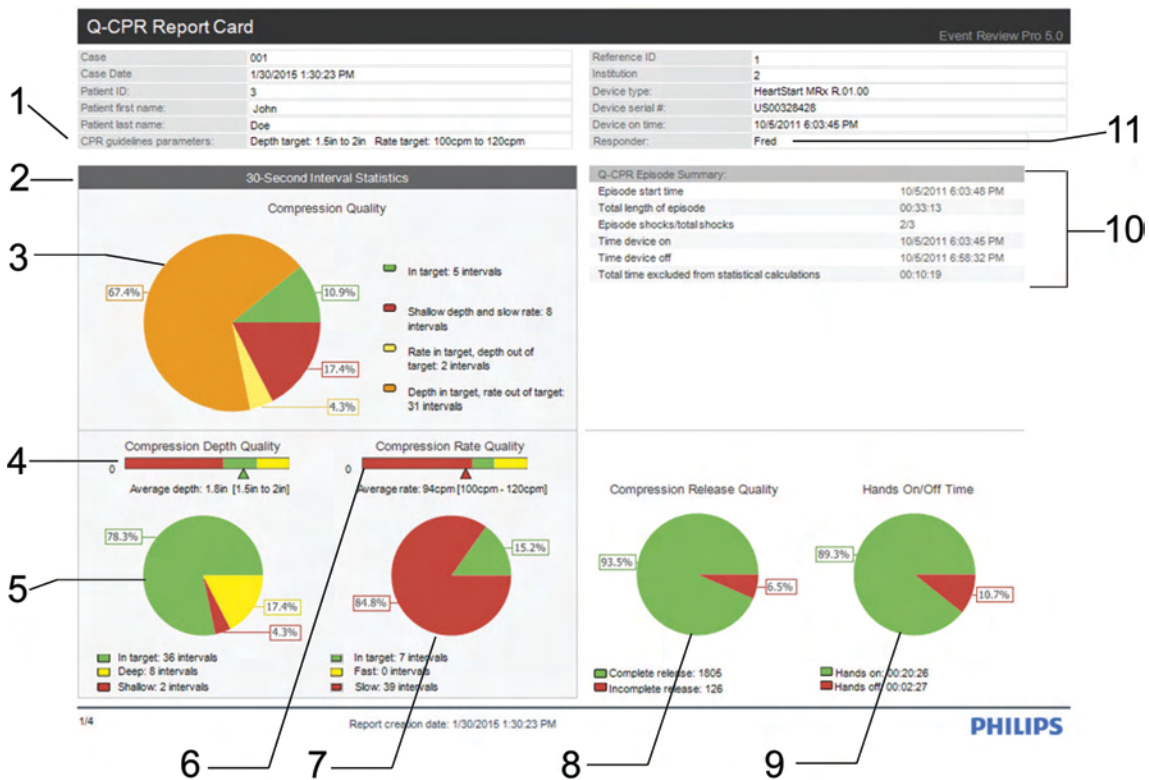 Q-CPR Report Card
Event Review Pro 5.0
Case 001
Case Date 1/30/2015 1:30:23 PM
Patient ID: 3
Patient first name: John
Patient last name: Doe
CPR guidelines parameters: Depth target: 1.5in to 2in Rate target: 100cpm to 120cpm
Reference ID 1
Institution 2
Device type: HeartStart MRx R.01.00
Device serial #: US00328428
Device on time: 10/5/2011 6:03:45 PM
Responder: Fred
1
11
2
30-Second Interval Statistics
Compression Quality
3
67.4%
10.9%
17.4%
4.3%
In target: 5 intervals
Shallow depth and slow rate: 8
intervals
Rate in target, depth out of
target: 2 intervals
Depth in target, rate out of target:
31 intervals
Q-CPR Episode Summary:
Episode start time 10/5/2011 6:03:48 PM
Total length of episode 00:33:13
Episode shocks/total shocks 2/3
Time device on 10/5/2011 6:03:45 PM
Time device off 10/5/2011 6:58:32 PM
Total time excluded from statistical calculations 00:10:19
10
Compression Depth Quality
4
0
Average depth: 1.8in [1.5in to 2in]
78.3%
17.4%
4.3%
5
In target: 36 intervals
Deep: 8 intervals
Shallow: 2 intervals
Compression Rate Quality
0
Average rate: 94cpm [100cpm - 120cpm]
15.2%
84.8%
In target: 7 intervals
Fast: 0 intervals
Slow: 39 intervals
Compression Release Quality
93.5%
6.5%
Complete release: 1805
Incomplete release: 126
Hands On/Off Time
89.3%
10.7%
Hands on: 00:20:26
Hands off: 00:02:27
1/4
Report creation date: 1/30/2015 1:30:23 PM
PHILIPS
6
7
8
9